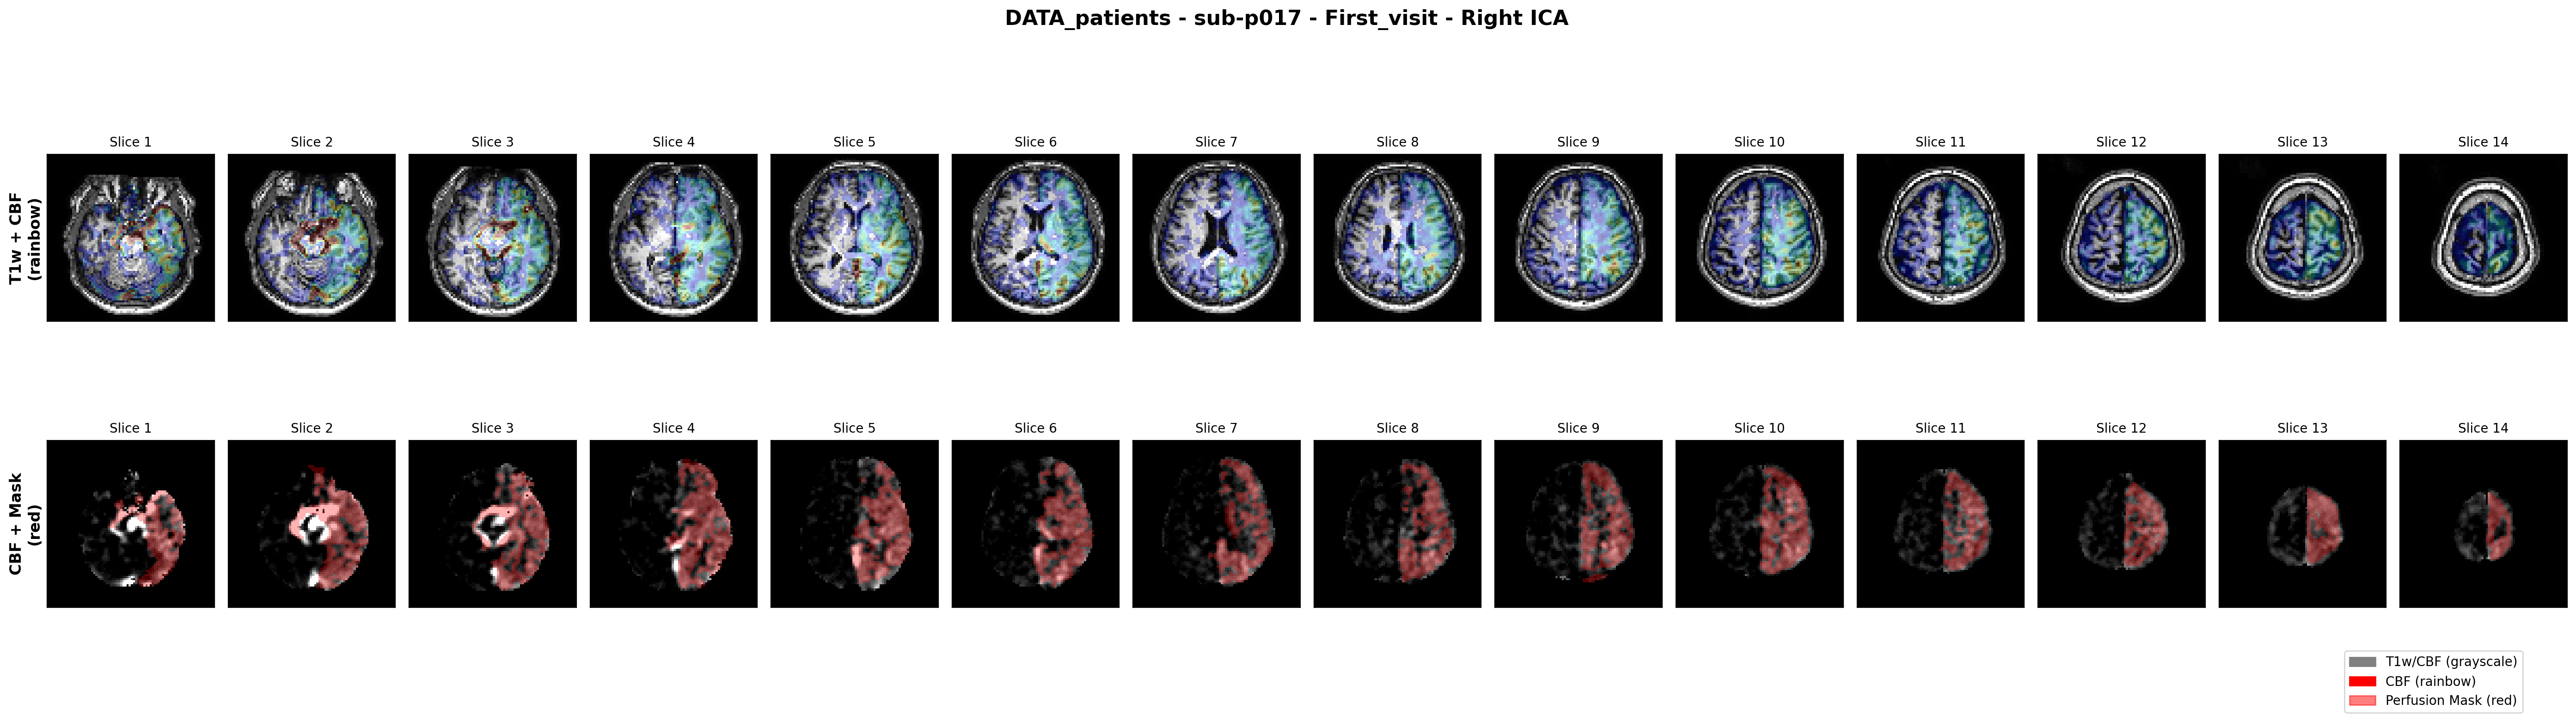 DATA_patients - sub-p017 - First_visit - Right ICA
T1w + CBF
(rainbow)
Slice 1 Slice 2 Slice 3 Slice 4 Slice 5 Slice 6 Slice 7 Slice 8 Slice 9 Slice 10 Slice 11 Slice 12 Slice 13 Slice 14
CBF + Mask
(red)
Slice 1 Slice 2 Slice 3 Slice 4 Slice 5 Slice 6 Slice 7 Slice 8 Slice 9 Slice 10 Slice 11 Slice 12 Slice 13 Slice 14
T1w/CBF (grayscale)
CBF (rainbow)
Perfusion Mask (red)